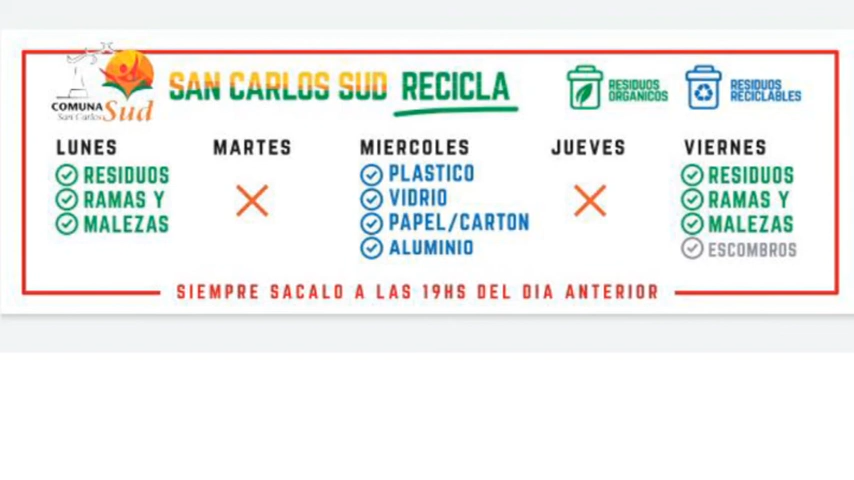 COMUNA
San Carlos Sud
SAN CARLOS SUD RECICLA
RESIDUOS
ORGANICOS
RESIDUOS
RECICLABLES
LUNES
RESIDUOS
RAMAS Y
MALEZAS
MARTES
MIERCOLES
PLASTICO
VIDRIO
PAPEL/CARTON
ALUMINIO
JUEVES
VIERNES
RESIDUOS
RAMAS Y
MALEZAS
ESCOMBROS
SIEMPRE SACALO A LAS 19HS DEL DIA ANTERIOR